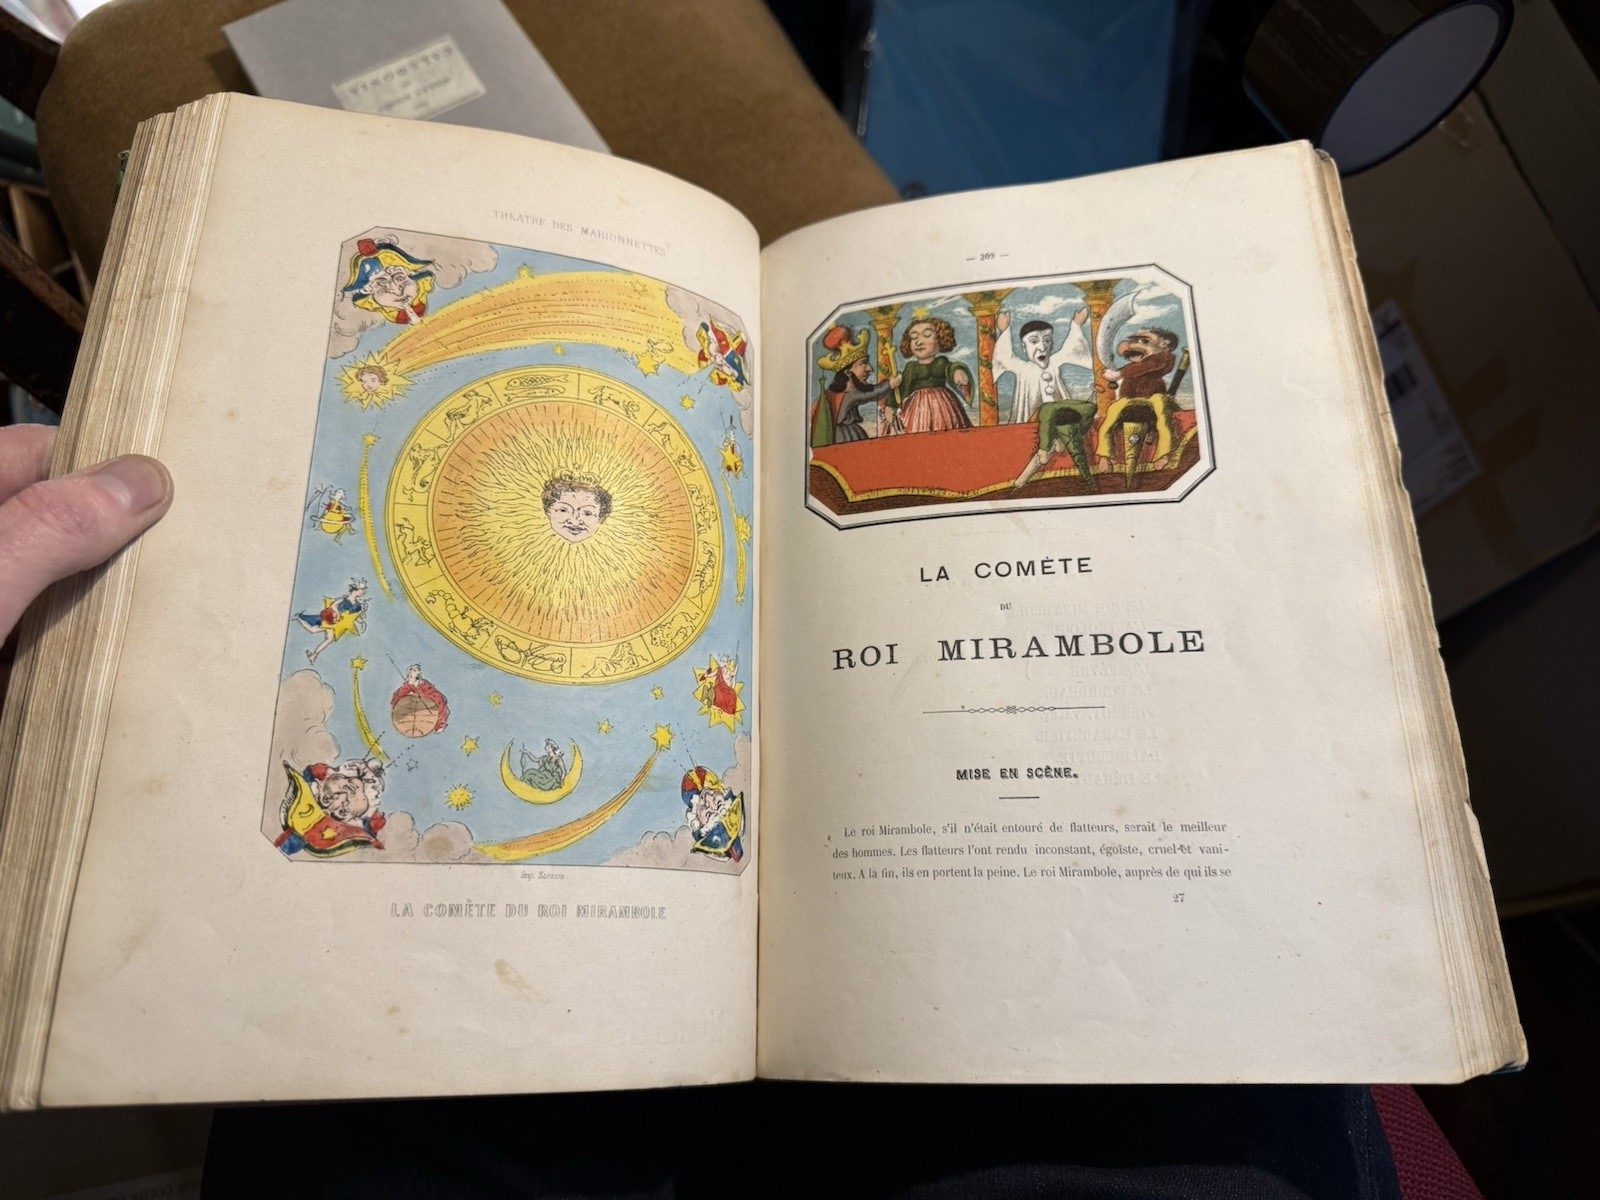 THÉATRE DES MARIONNETTES
Imp. Sarazin
LA COMÈTE DU ROI MIRAMBOLE
— 209 —
LA COMÈTE
DU
ROI MIRAMBOLE
MISE EN SCÈNE.
Le roi Mirambole, s'il n'était entouré de flatteurs, serait le meilleur
des hommes. Les flatteurs l'ont rendu inconstant, égoïste, cruel et vani-
teux. A la fin, ils en portent la peine. Le roi Mirambole, auprès de qui ils se
27